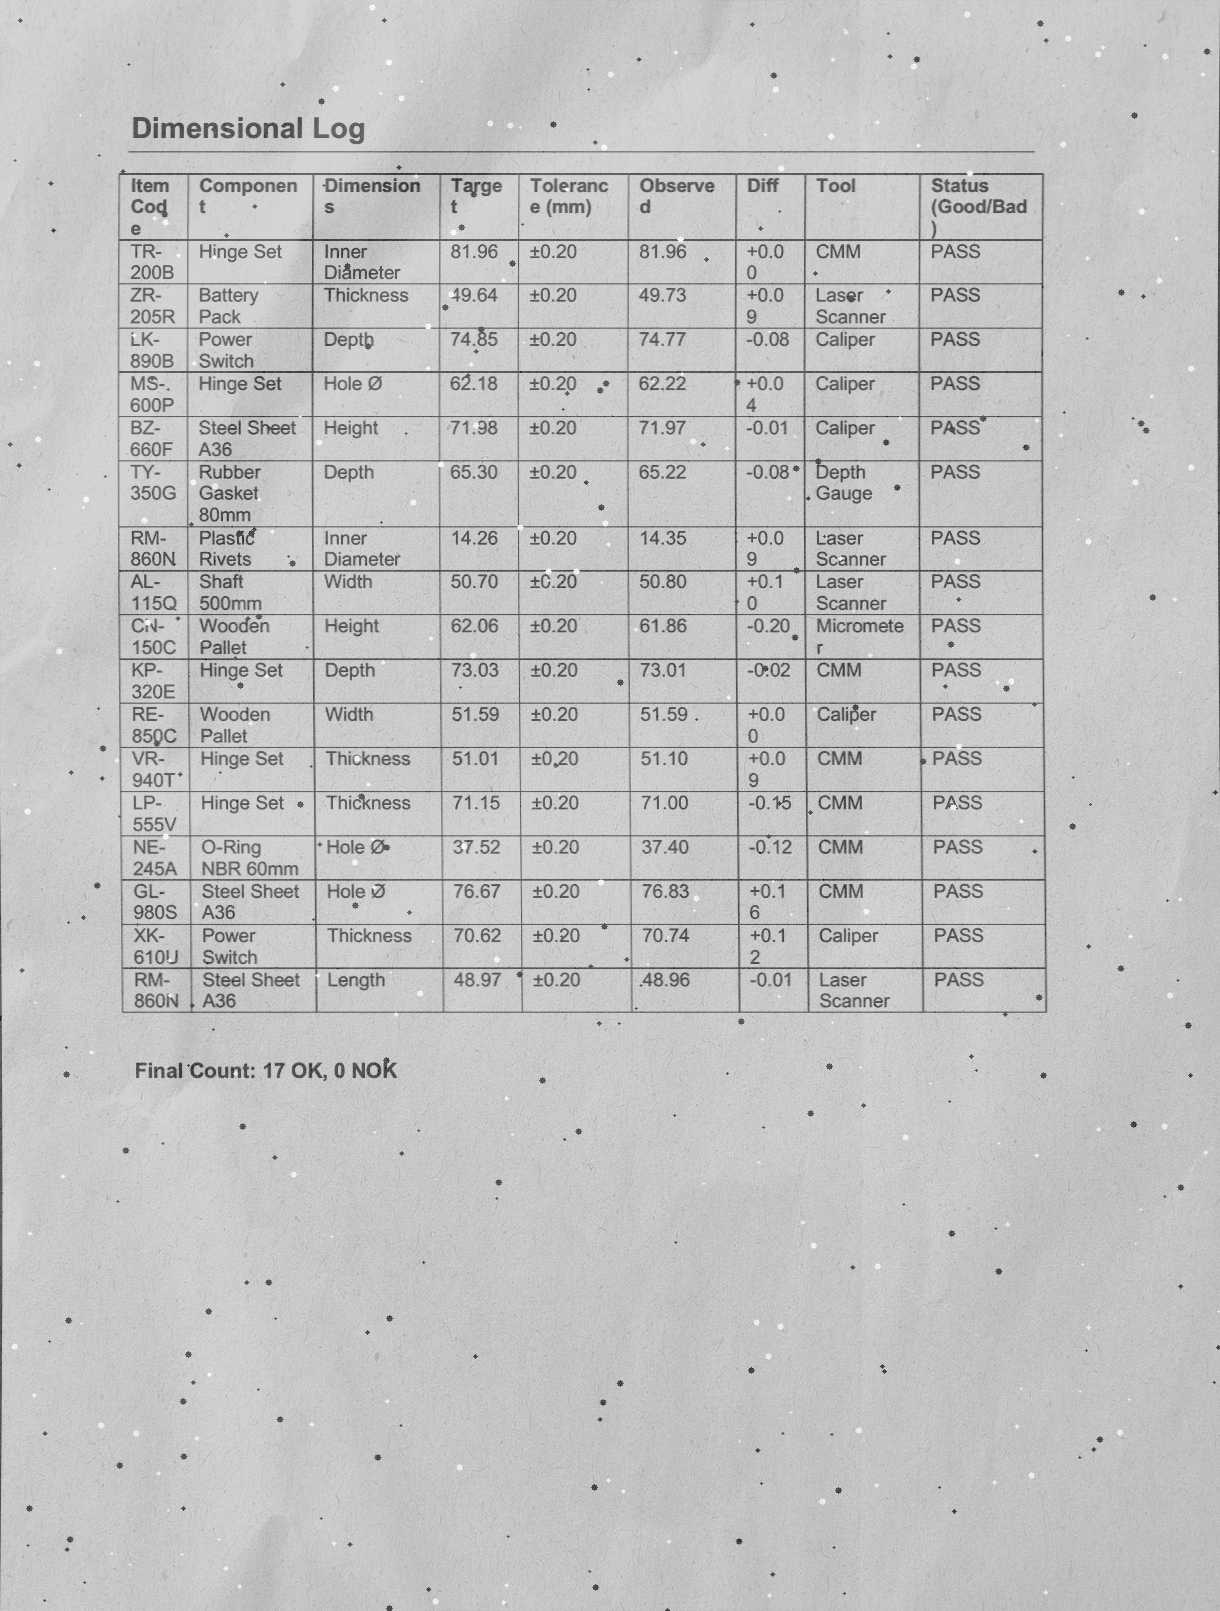 Dimensional Log
Item Code | Component | Dimensions | Target | Tolerance (mm) | Observed | Diff | Tool | Status (Good/Bad)
TR-200B | Hinge Set | Inner Diameter | 81.96 | ±0.20 | 81.96 | +0.00 | CMM | PASS
ZR-205R | Battery Pack | Thickness | 49.64 | ±0.20 | 49.73 | +0.09 | Laser Scanner | PASS
LK-890B | Power Switch | Depth | 74.85 | ±0.20 | 74.77 | -0.08 | Caliper | PASS
MS-600P | Hinge Set | Hole Ø | 62.18 | ±0.20 | 62.22 | +0.04 | Caliper | PASS
BZ-660F | Steel Sheet A36 | Height | 71.98 | ±0.20 | 71.97 | -0.01 | Caliper | PASS
TY-350G | Rubber Gasket 80mm | Depth | 65.30 | ±0.20 | 65.22 | -0.08 | Depth Gauge | PASS
RM-860N | Plastic Rivets | Inner Diameter | 14.26 | ±0.20 | 14.35 | +0.09 | Laser Scanner | PASS
AL-115Q | Shaft 500mm | Width | 50.70 | ±0.20 | 50.80 | +0.10 | Laser Scanner | PASS
CN-150C | Wooden Pallet | Height | 62.06 | ±0.20 | 61.86 | -0.20 | Micrometer | PASS
KP-320E | Hinge Set | Depth | 73.03 | ±0.20 | 73.01 | -0.02 | CMM | PASS
RE-850C | Wooden Pallet | Width | 51.59 | ±0.20 | 51.59 | +0.00 | Caliper | PASS
VR-940T | Hinge Set | Thickness | 51.01 | ±0.20 | 51.10 | +0.09 | CMM | PASS
LP-555V | Hinge Set | Thickness | 71.15 | ±0.20 | 71.00 | -0.15 | CMM | PASS
NE-245A | O-Ring NBR 60mm | Hole Ø | 37.52 | ±0.20 | 37.40 | -0.12 | CMM | PASS
GL-980S | Steel Sheet A36 | Hole Ø | 76.67 | ±0.20 | 76.83 | +0.16 | CMM | PASS
XK-610U | Power Switch | Thickness | 70.62 | ±0.20 | 70.74 | +0.12 | Caliper | PASS
RM-860N | Steel Sheet A36 | Length | 48.97 | ±0.20 | 48.96 | -0.01 | Laser Scanner | PASS
Final Count: 17 OK, 0 NOK